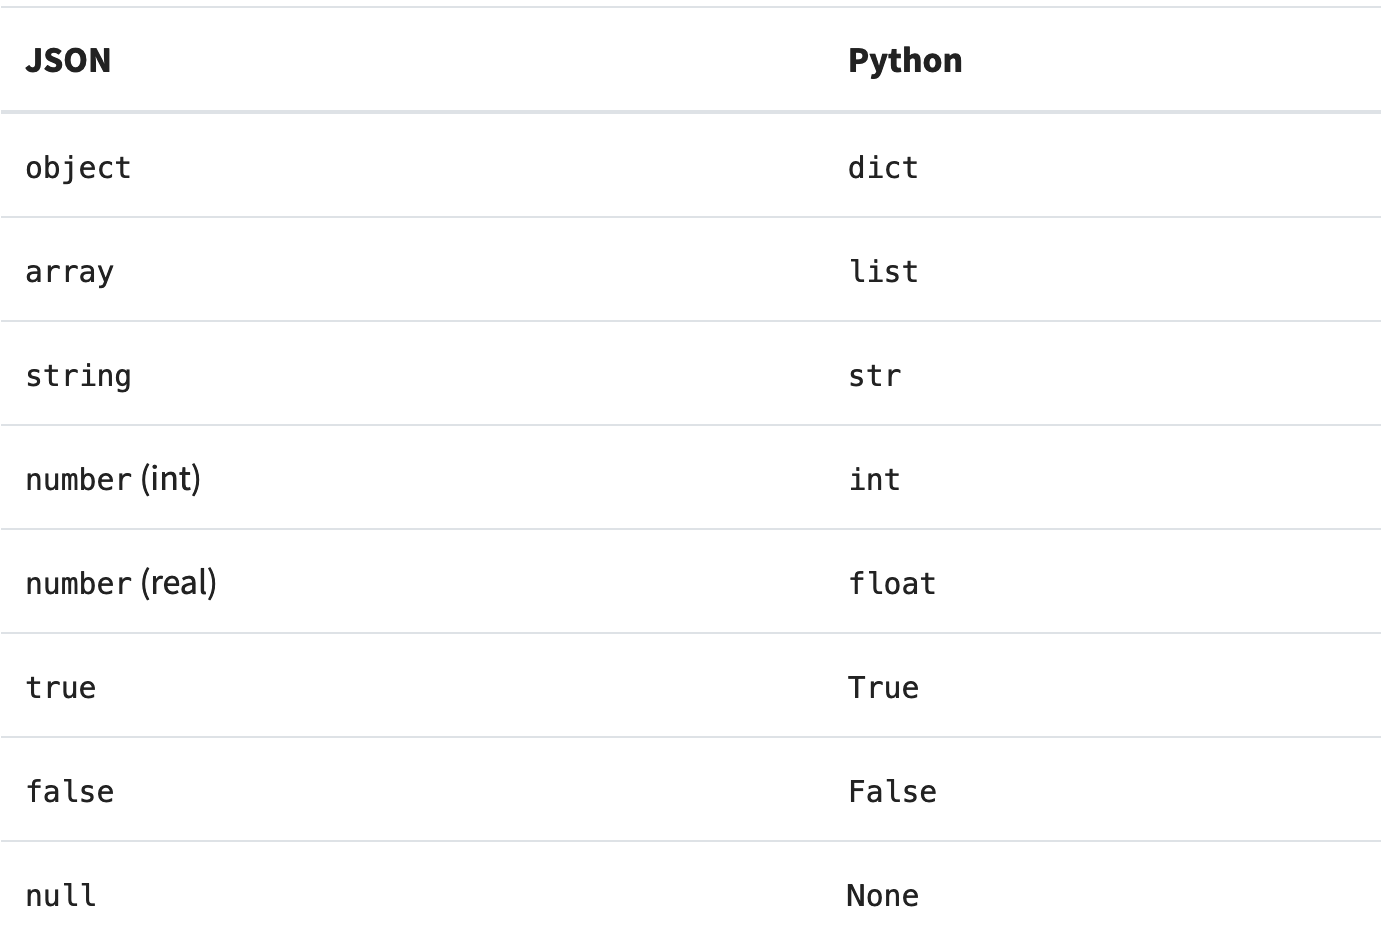 JSON Python
object dict
array list
string str
number (int) int
number (real) float
true True
false False
null None